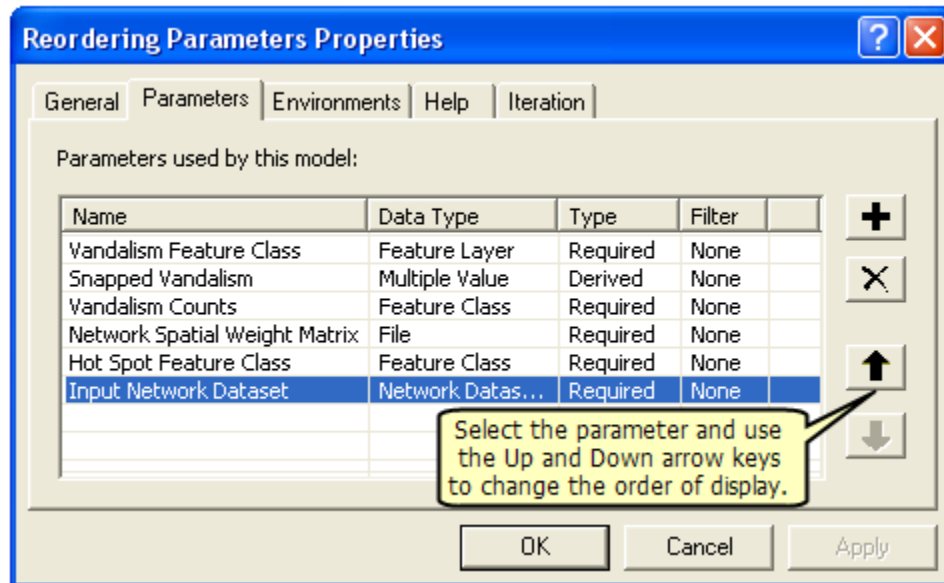 Reordering Parameters Properties
General Parameters Environments Help Iteration
Parameters used by this model:
Name Data Type Type Filter
Vandalism Feature Class Feature Layer Required None
Snapped Vandalism Multiple Value Derived None
Vandalism Counts Feature Class Required None
Network Spatial Weight Matrix File Required None
Hot Spot Feature Class Feature Class Required None
Input Network Dataset Network Datas... Required None
Select the parameter and use
the Up and Down arrow keys
to change the order of display.
OK Cancel Apply